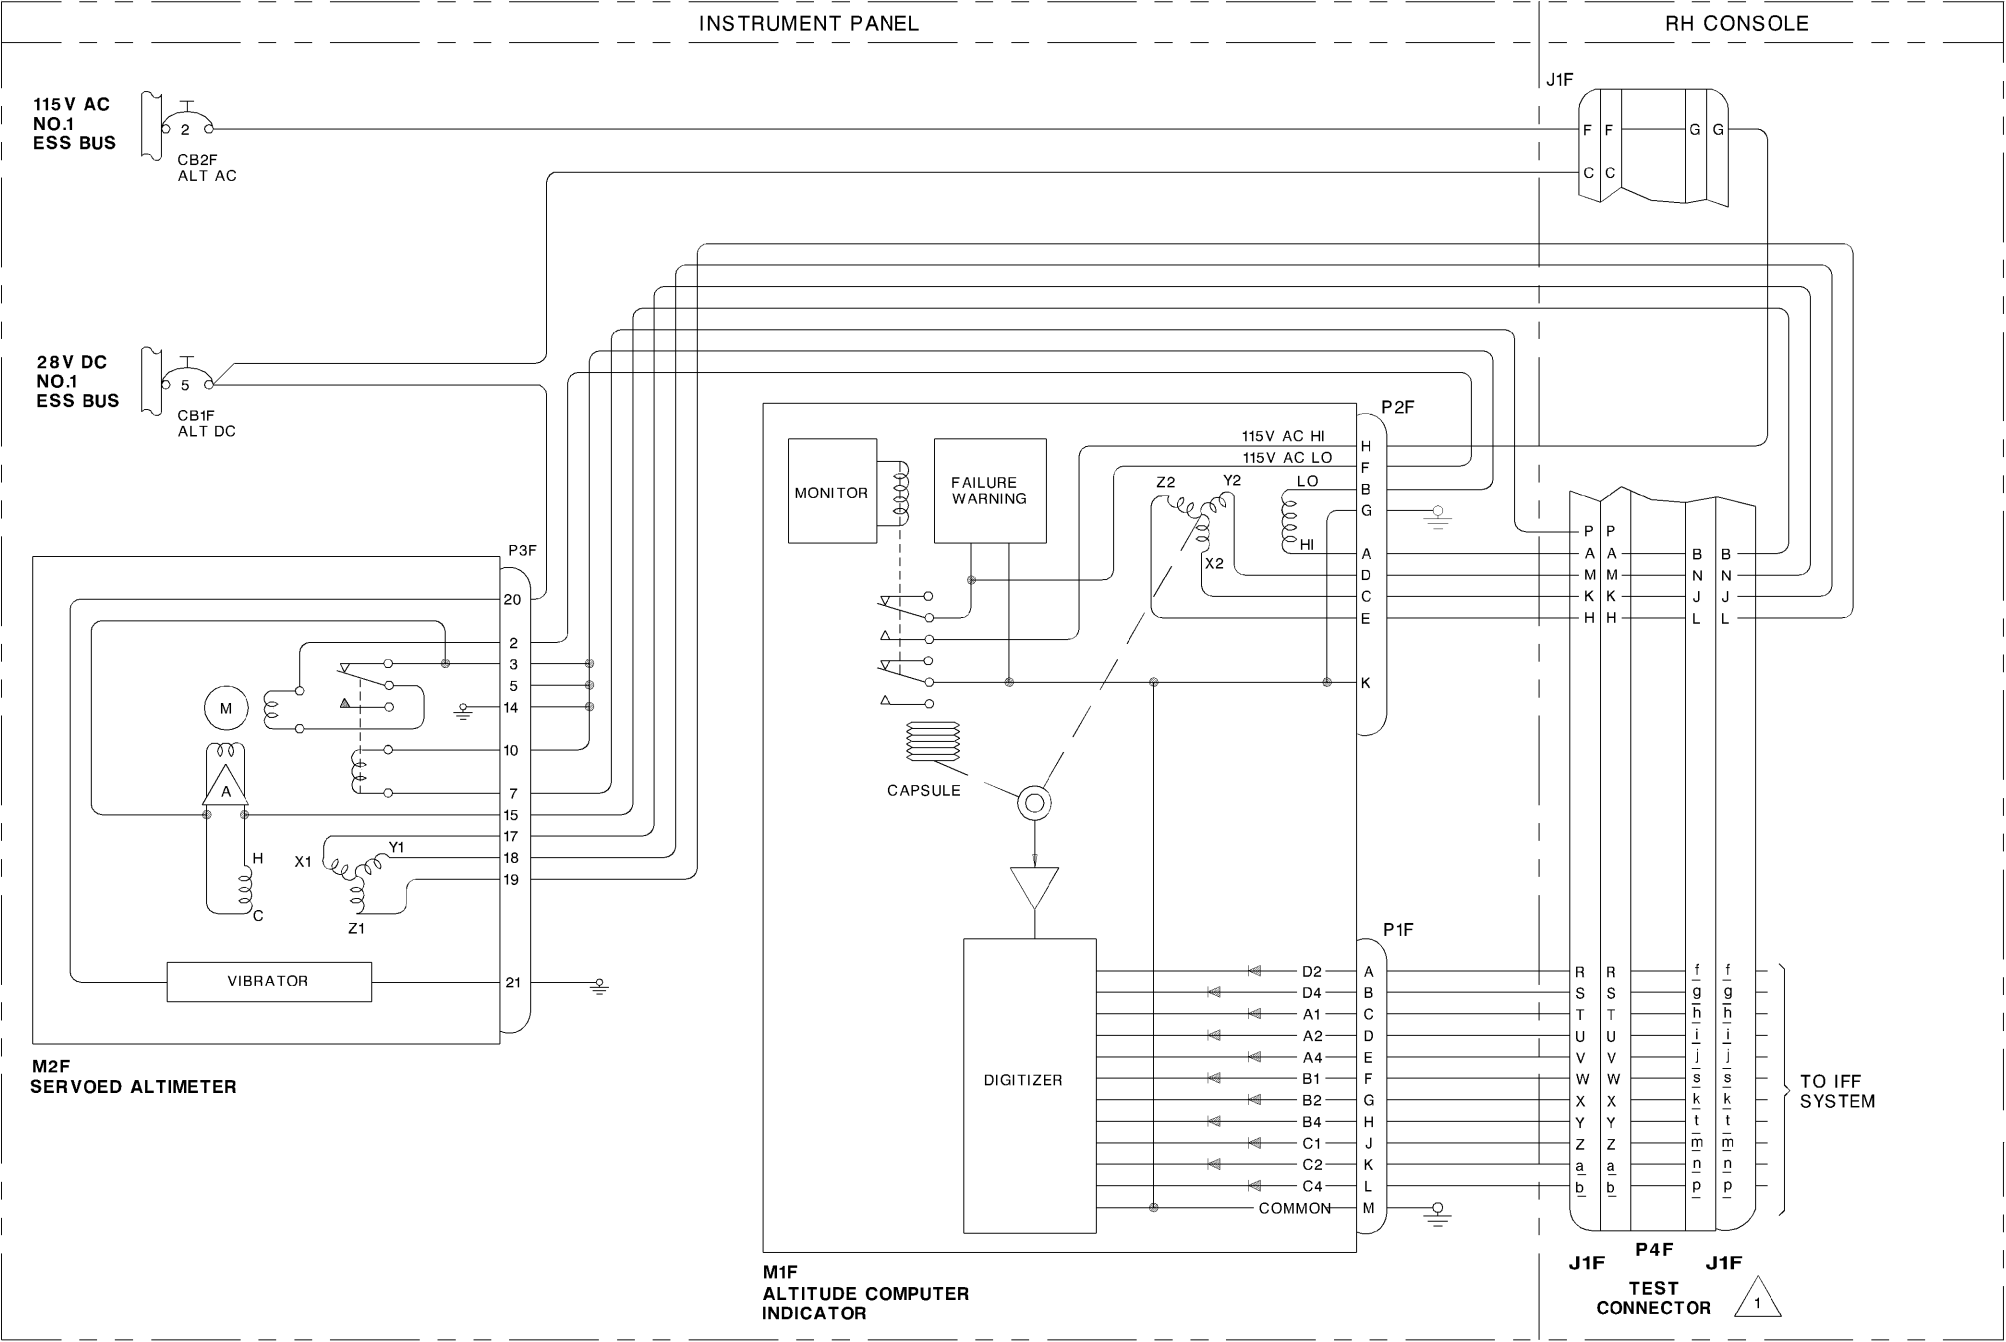 INSTRUMENT PANEL
RH CONSOLE
J1F
115V AC
NO.1
ESS BUS
2
CB2F
ALT AC
F F G G
C C
28V DC
NO.1
ESS BUS
5
CB1F
ALT DC
P2F
115V AC HI H
115V AC LO F
MONITOR
FAILURE
WARNING
Z2 Y2 LO B
G
HI A
X2 D
C
E
K
P P
A A B B
M M N N
K K J J
H H L L
P3F
20
2
3
5
14
10
7
15
17
18
19
21
M
A
H
C
X1
Y1
Z1
VIBRATOR
M2F
SERVOED ALTIMETER
CAPSULE
DIGITIZER
P1F
D2 A R R f f
D4 B S S g g
A1 C T T h h
A2 D U U i i
A4 E V V j j
B1 F W W s s
B2 G X X k k
B4 H Y Y t t
C1 J Z Z m m
C2 K a a n n
C4 L b b p p
COMMON M
TO IFF
SYSTEM
M1F
ALTITUDE COMPUTER
INDICATOR
J1F P4F J1F
TEST
CONNECTOR
1